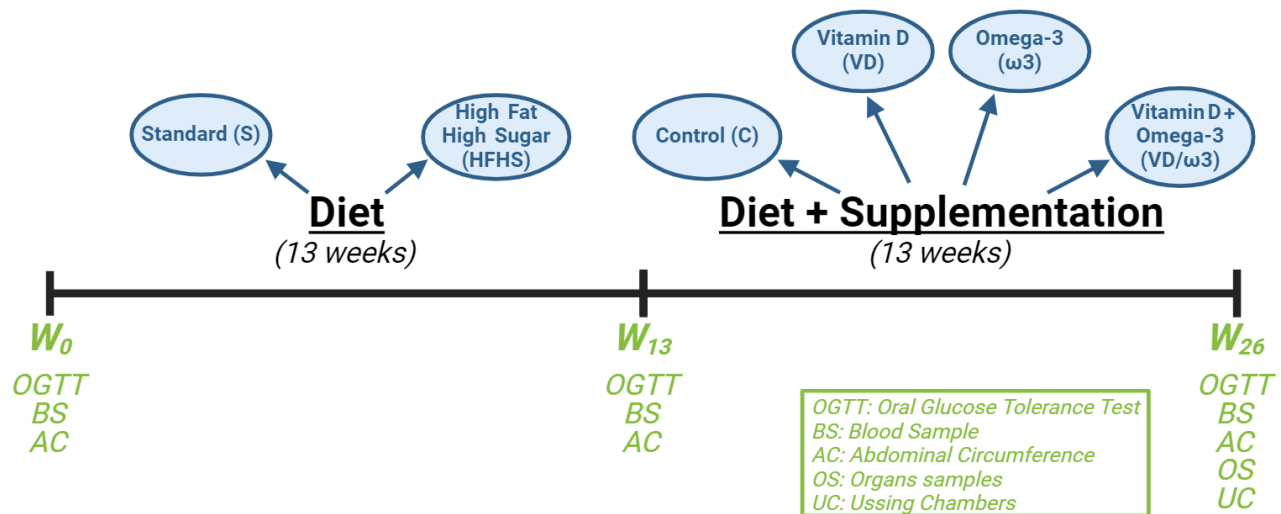 Standard (S)
High Fat
High Sugar
(HFHS)
Control (C)
Vitamin D
(VD)
Omega-3
(ω3)
Vitamin D +
Omega-3
(VD/ω3)
Diet
(13 weeks)
Diet + Supplementation
(13 weeks)
W0
OGTT
BS
AC
W13
OGTT
BS
AC
W26
OGTT
BS
AC
OS
UC
OGTT: Oral Glucose Tolerance Test
BS: Blood Sample
AC: Abdominal Circumference
OS: Organs samples
UC: Ussing Chambers